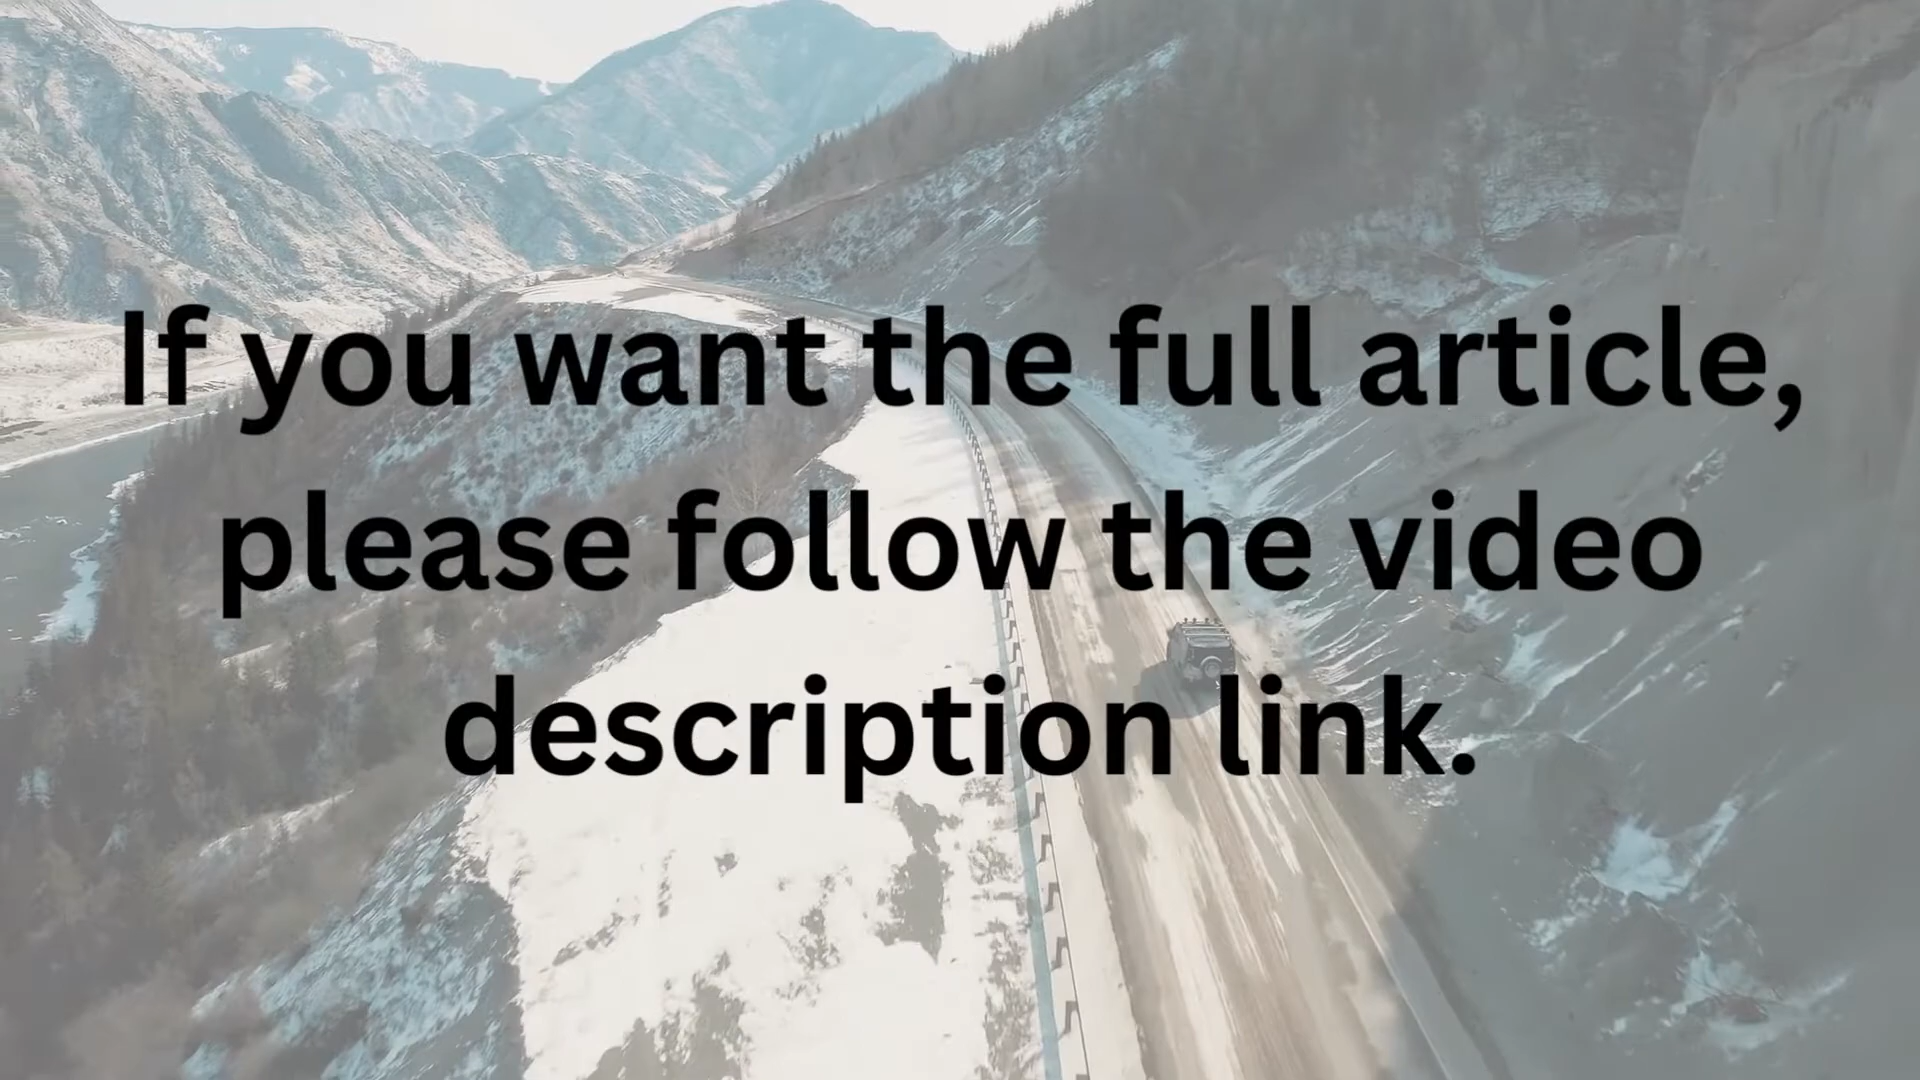 If you want the full article,
please follow the video
description link.